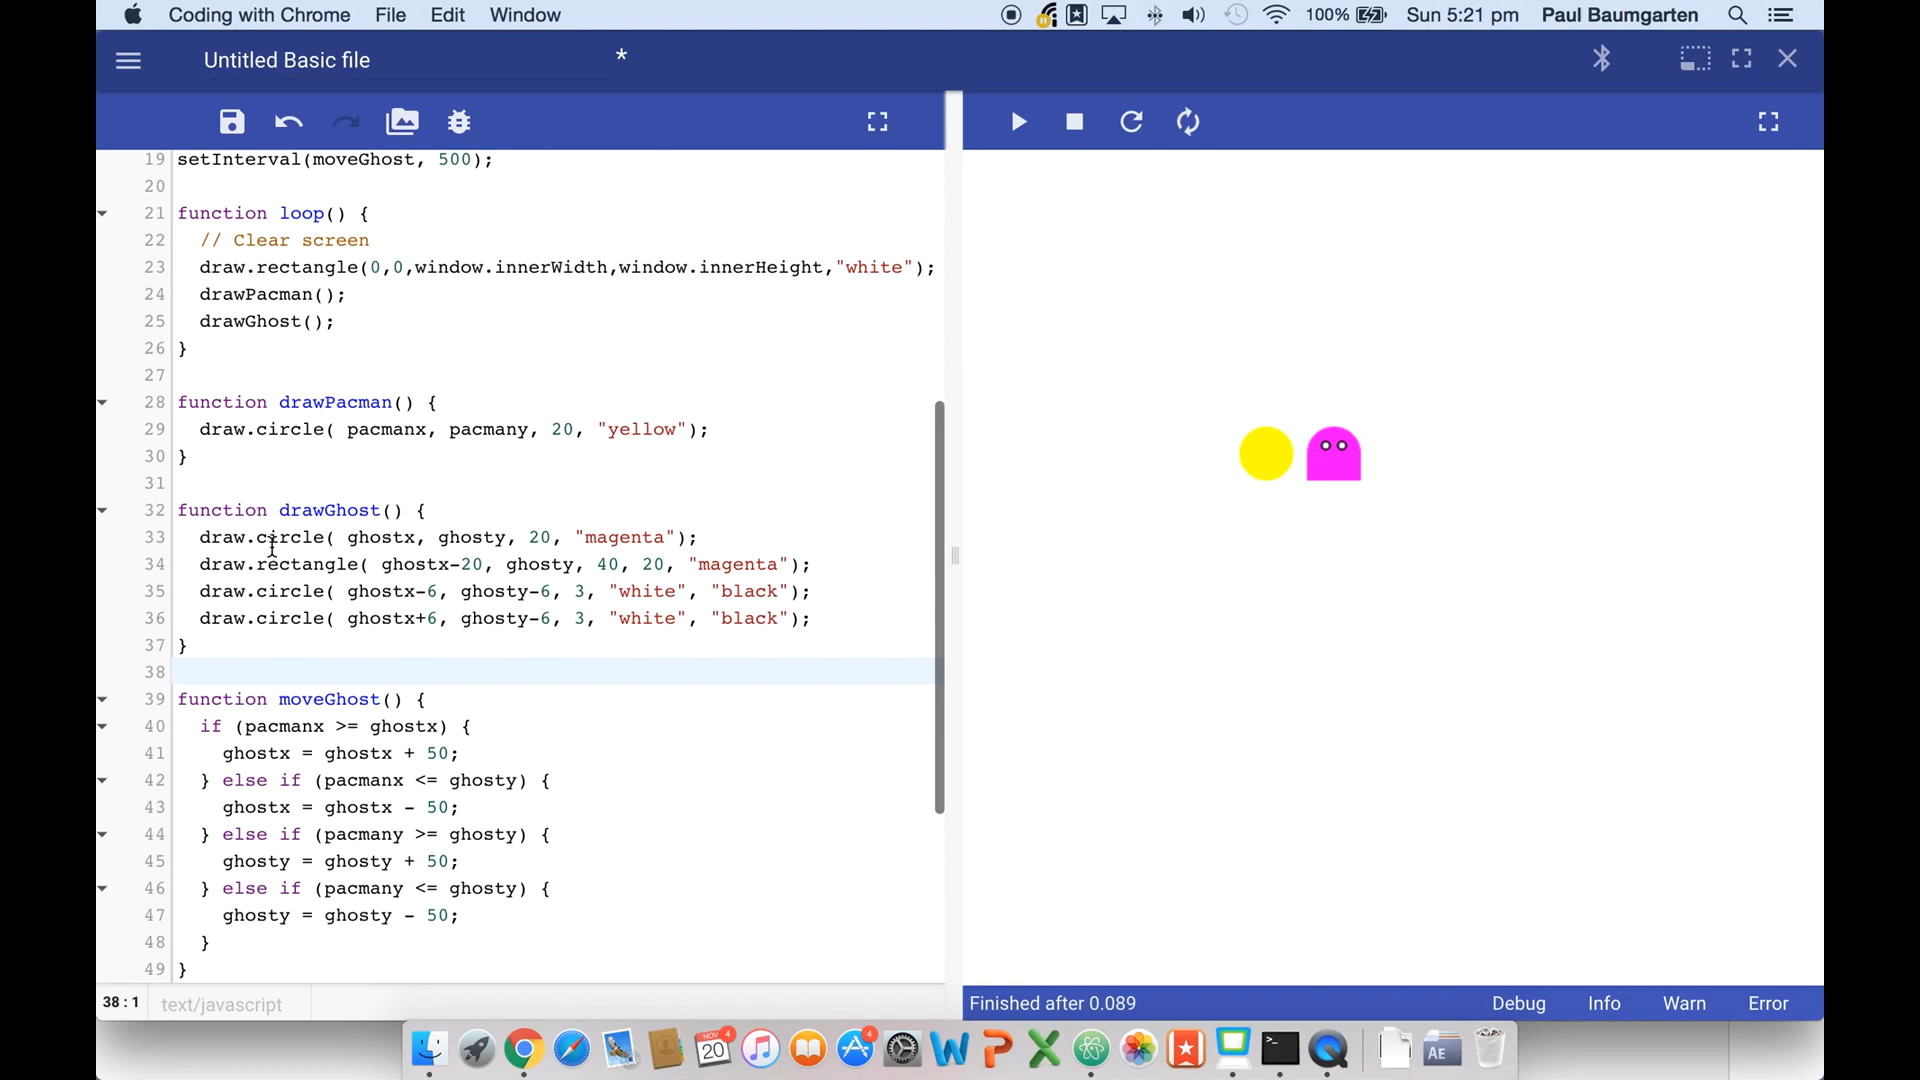 Coding with Chrome File Edit Window 100% Sun 5:21 pm Paul Baumgarten
Untitled Basic file *
19 setInterval(moveGhost, 500);
20
21 function loop() {
22 // Clear screen
23 draw.rectangle(0,0,window.innerWidth,window.innerHeight,"white");
24 drawPacman();
25 drawGhost();
26 }
27
28 function drawPacman() {
29 draw.circle( pacmanx, pacmany, 20, "yellow");
30 }
31
32 function drawGhost() {
33 draw.circle( ghostx, ghosty, 20, "magenta");
34 draw.rectangle( ghostx-20, ghosty, 40, 20, "magenta");
35 draw.circle( ghostx-6, ghosty-6, 3, "white", "black");
36 draw.circle( ghostx+6, ghosty-6, 3, "white", "black");
37 }
38
39 function moveGhost() {
40 if (pacmanx >= ghostx) {
41 ghostx = ghostx + 50;
42 } else if (pacmanx <= ghosty) {
43 ghostx = ghostx - 50;
44 } else if (pacmany >= ghosty) {
45 ghosty = ghosty + 50;
46 } else if (pacmany <= ghosty) {
47 ghosty = ghosty - 50;
48 }
49 }
38:1 text/javascript
Finished after 0.089 Debug Info Warn Error
NOV 20 4 4 W P X >_ AE